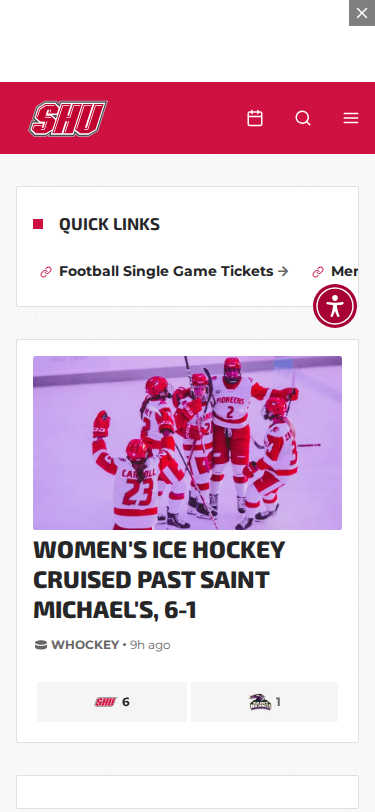 SHU
QUICK LINKS
Football Single Game Tickets
PIONEERS
2
CARROLL
23
3
WOMEN'S ICE HOCKEY
CRUISED PAST SAINT
MICHAEL'S, 6-1
WHOCKEY • 9h ago
SHU 6
1